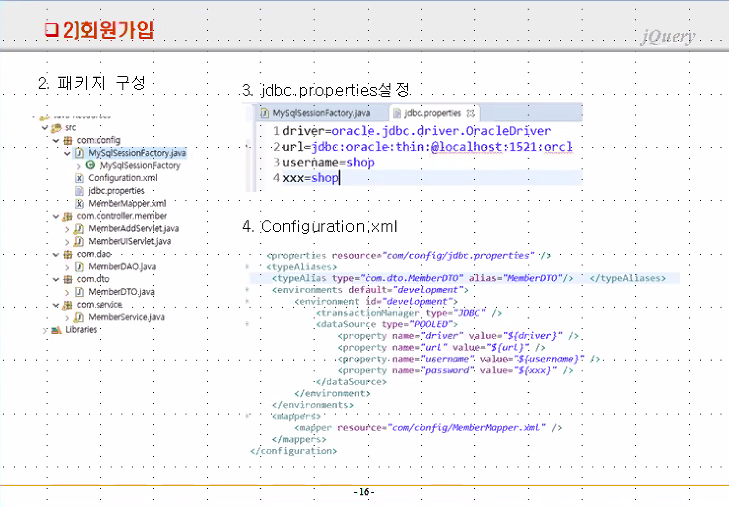 2)회원가입
jQuery
2. 패키지 구성
src
com.config
MySqlSessionFactory.java
MySqlSessionFactory
Configuration.xml
jdbc.properties
MemberMapper.xml
com.controller.member
MemberAddServlet.java
MemberUIServlet.java
com.dao
MemberDAO.java
com.dto
MemberDTO.java
com.service
MemberService.java
Libraries
3. jdbc.properties설정
MySqlSessionFactory.java jdbc.properties
1 driver=oracle.jdbc.driver.OracleDriver
2 url=jdbc:oracle:thin:@localhost:1521:orcl
3 username=shop
4 xxx=shop
4. Configuration.xml
<properties resource="com/config/jdbc.properties" />
<typeAliases>
<typeAlias type="com.dto.MemberDTO" alias="MemberDTO"/> </typeAliases>
<environments default="development">
<environment id="development">
<transactionManager type="JDBC" />
<dataSource type="POOLED">
<property name="driver" value="${driver}" />
<property name="url" value="${url}" />
<property name="username" value="${username}" />
<property name="password" value="${xxx}" />
</dataSource>
</environment>
</environments>
<mappers>
<mapper resource="com/config/MemberMapper.xml" />
</mappers>
</configuration>
-16-